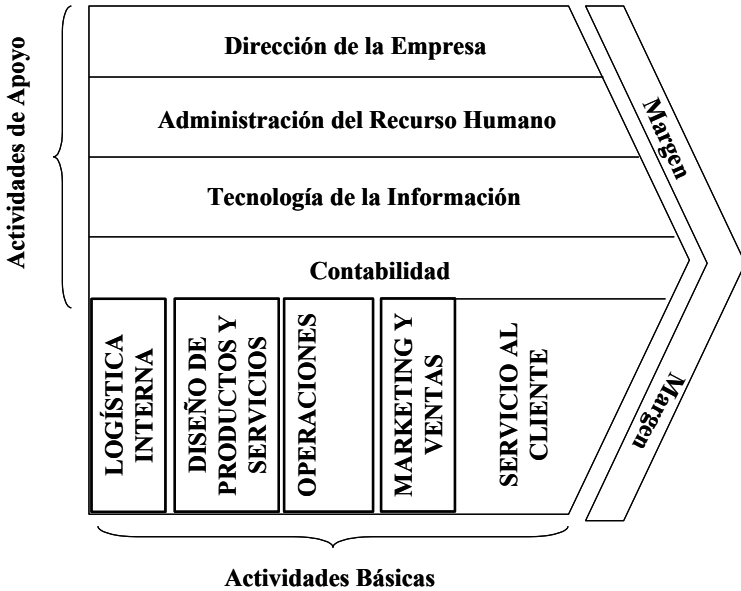 Actividades de Apoyo
Dirección de la Empresa
Administración del Recurso Humano
Tecnología de la Información
Contabilidad
Margen
Margen
LOGÍSTICA
INTERNA
DISEÑO DE
PRODUCTOS Y
SERVICIOS
OPERACIONES
MARKETING Y
VENTAS
SERVICIO AL
CLIENTE
Actividades Básicas